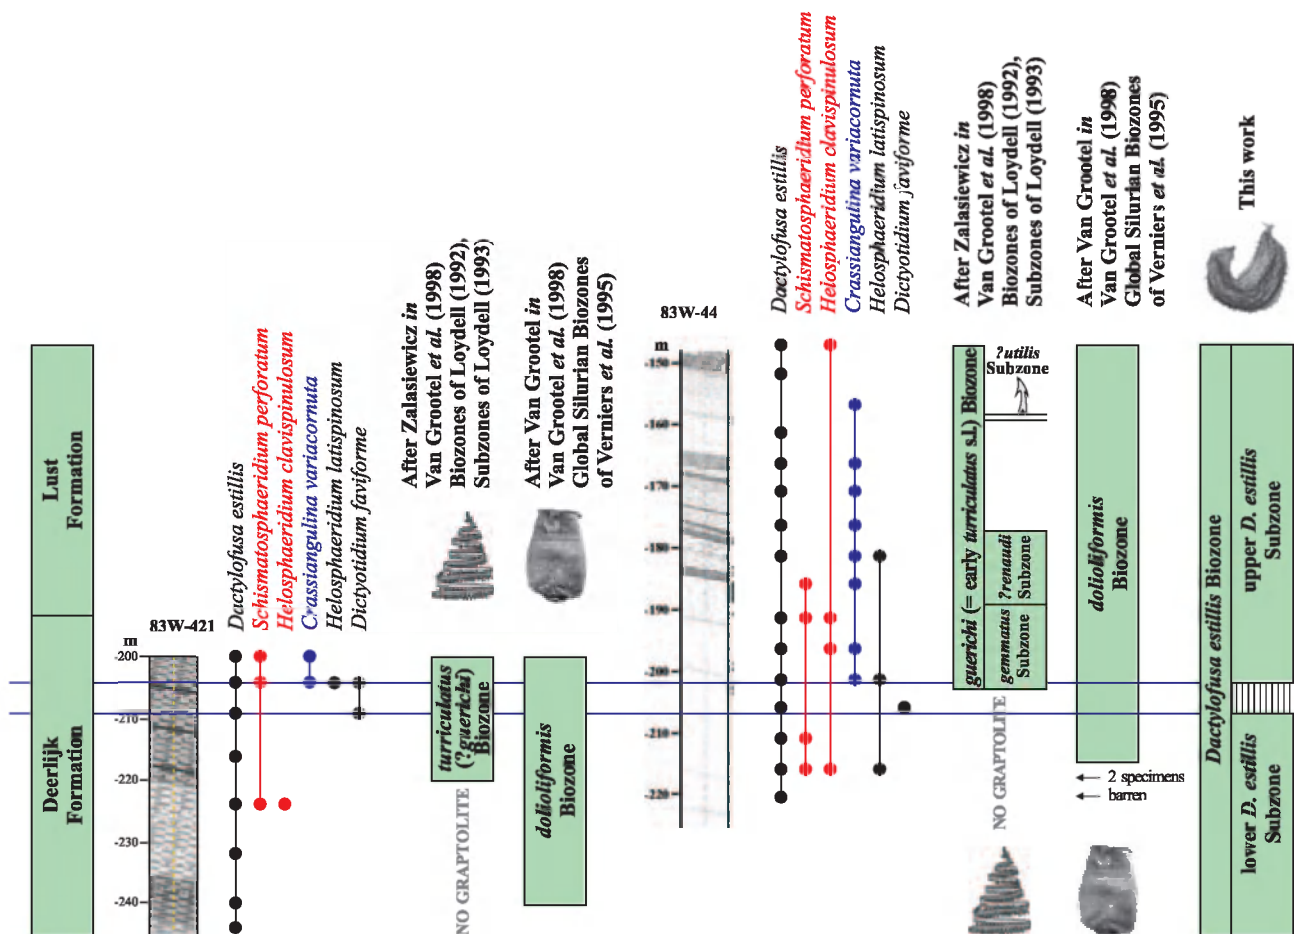 Lust
Formation
Deerlijk
Formation
83W-421
m
-200
-210
-220
-230
-240
Dactylofusa estillis
Schismatosphaeridium perforatum
Helosphaeridium clavispinulosum
Crassiangulina variacornuta
Helosphaeridium latispinosum
Dictyotidium faviforme
After Zalasiewicz in
Van Grootel et al. (1998)
Biozones of Loydell (1992),
Subzones of Loydell (1993)
turriculatus
(?guerichi)
Biozone
NO GRAPTOLITE
After Van Grootel in
Van Grootel et al. (1998)
Global Silurian Biozones
of Verniers et al. (1995)
dolioliformis
Biozone
83W-44
m
-150
-160
-170
-180
-190
-200
-210
-220
Dactylofusa estillis
Schismatosphaeridium perforatum
Helosphaeridium clavispinulosum
Crassiangulina variacornuta
Helosphaeridium latispinosum
Dictyotidium faviforme
After Zalasiewicz in
Van Grootel et al. (1998)
Biozones of Loydell (1992),
Subzones of Loydell (1993)
guerichi (= early turriculatus s.l.) Biozone
?utilis
Subzone
?renaudi
Subzone
gemmatus
Subzone
NO GRAPTOLITE
After Van Grootel in
Van Grootel et al. (1998)
Global Silurian Biozones
of Verniers et al. (1995)
dolioliformis
Biozone
2 specimens
barren
This work
Dactylofusa estillis Biozone
upper D. estillis
Subzone
lower D. estillis
Subzone